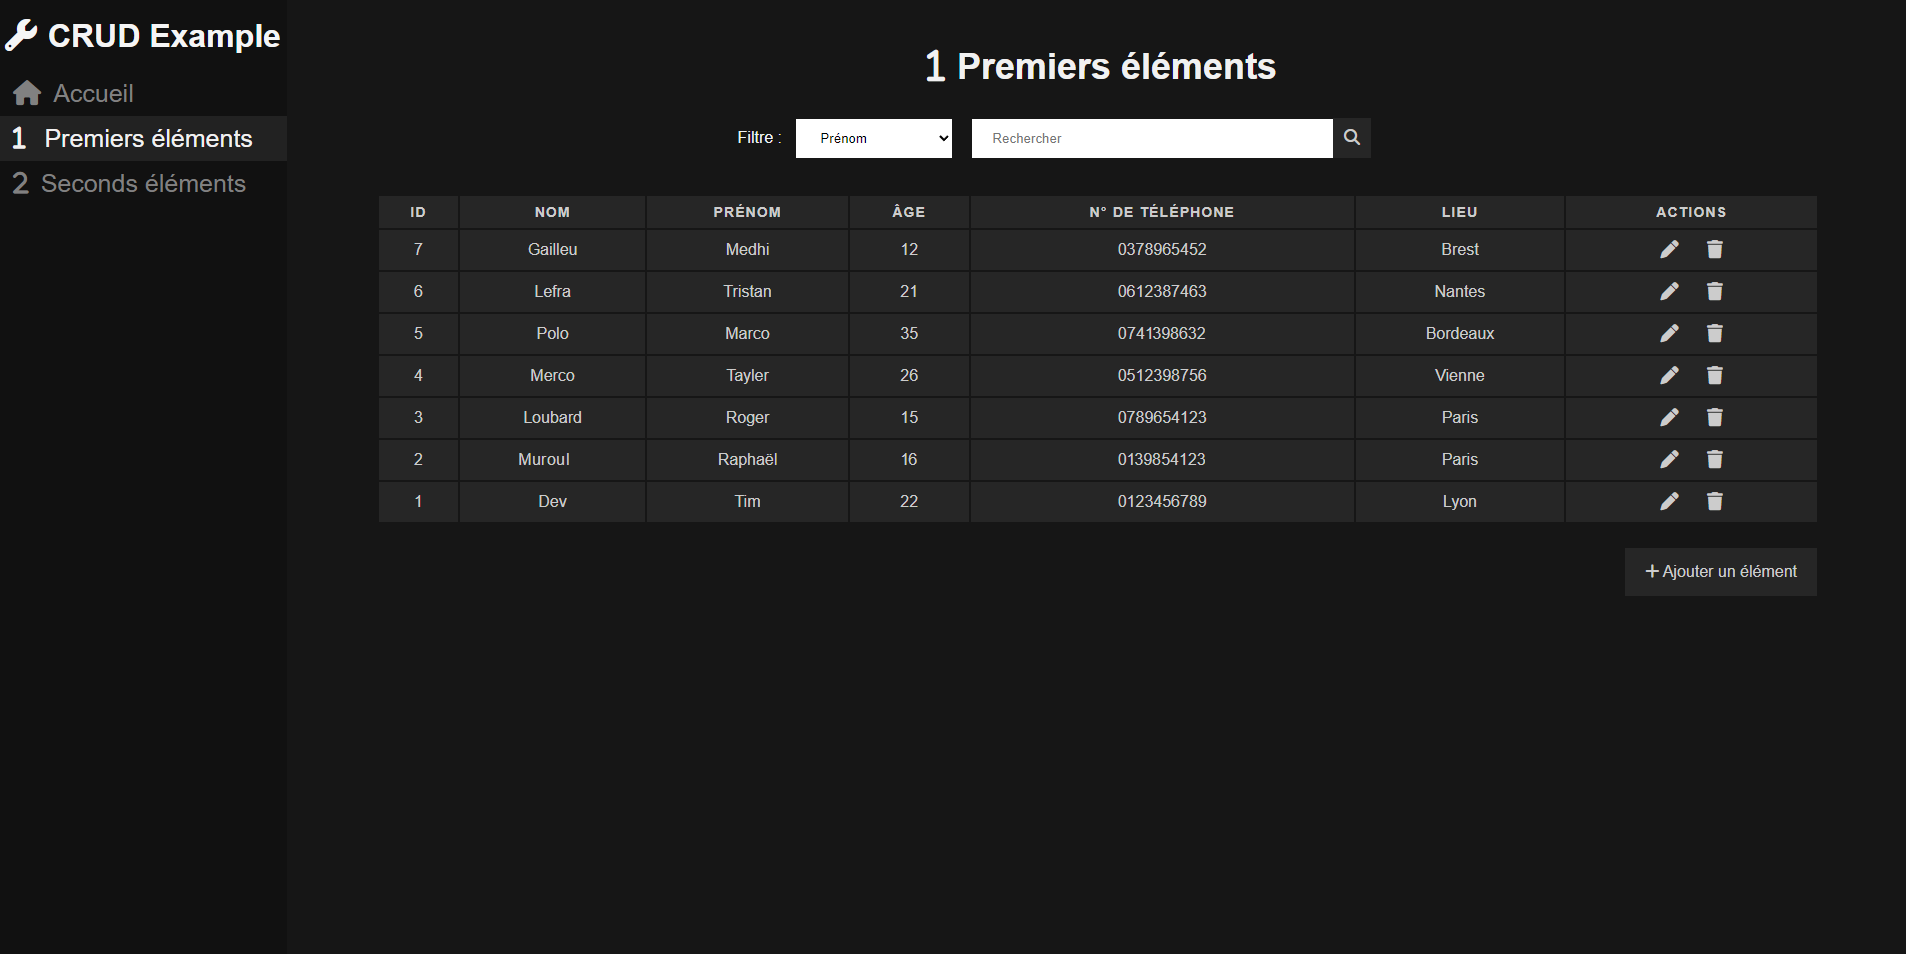 CRUD Example
Accueil
1 Premiers éléments
2 Seconds éléments
1 Premiers éléments
Filtre : Prénom Rechercher
ID NOM PRÉNOM ÂGE N° DE TÉLÉPHONE LIEU ACTIONS
7 Gailleu Medhi 12 0378965452 Brest
6 Lefra Tristan 21 0612387463 Nantes
5 Polo Marco 35 0741398632 Bordeaux
4 Merco Tayler 26 0512398756 Vienne
3 Loubard Roger 15 0789654123 Paris
2 Muroul Raphaël 16 0139854123 Paris
1 Dev Tim 22 0123456789 Lyon
+ Ajouter un élément